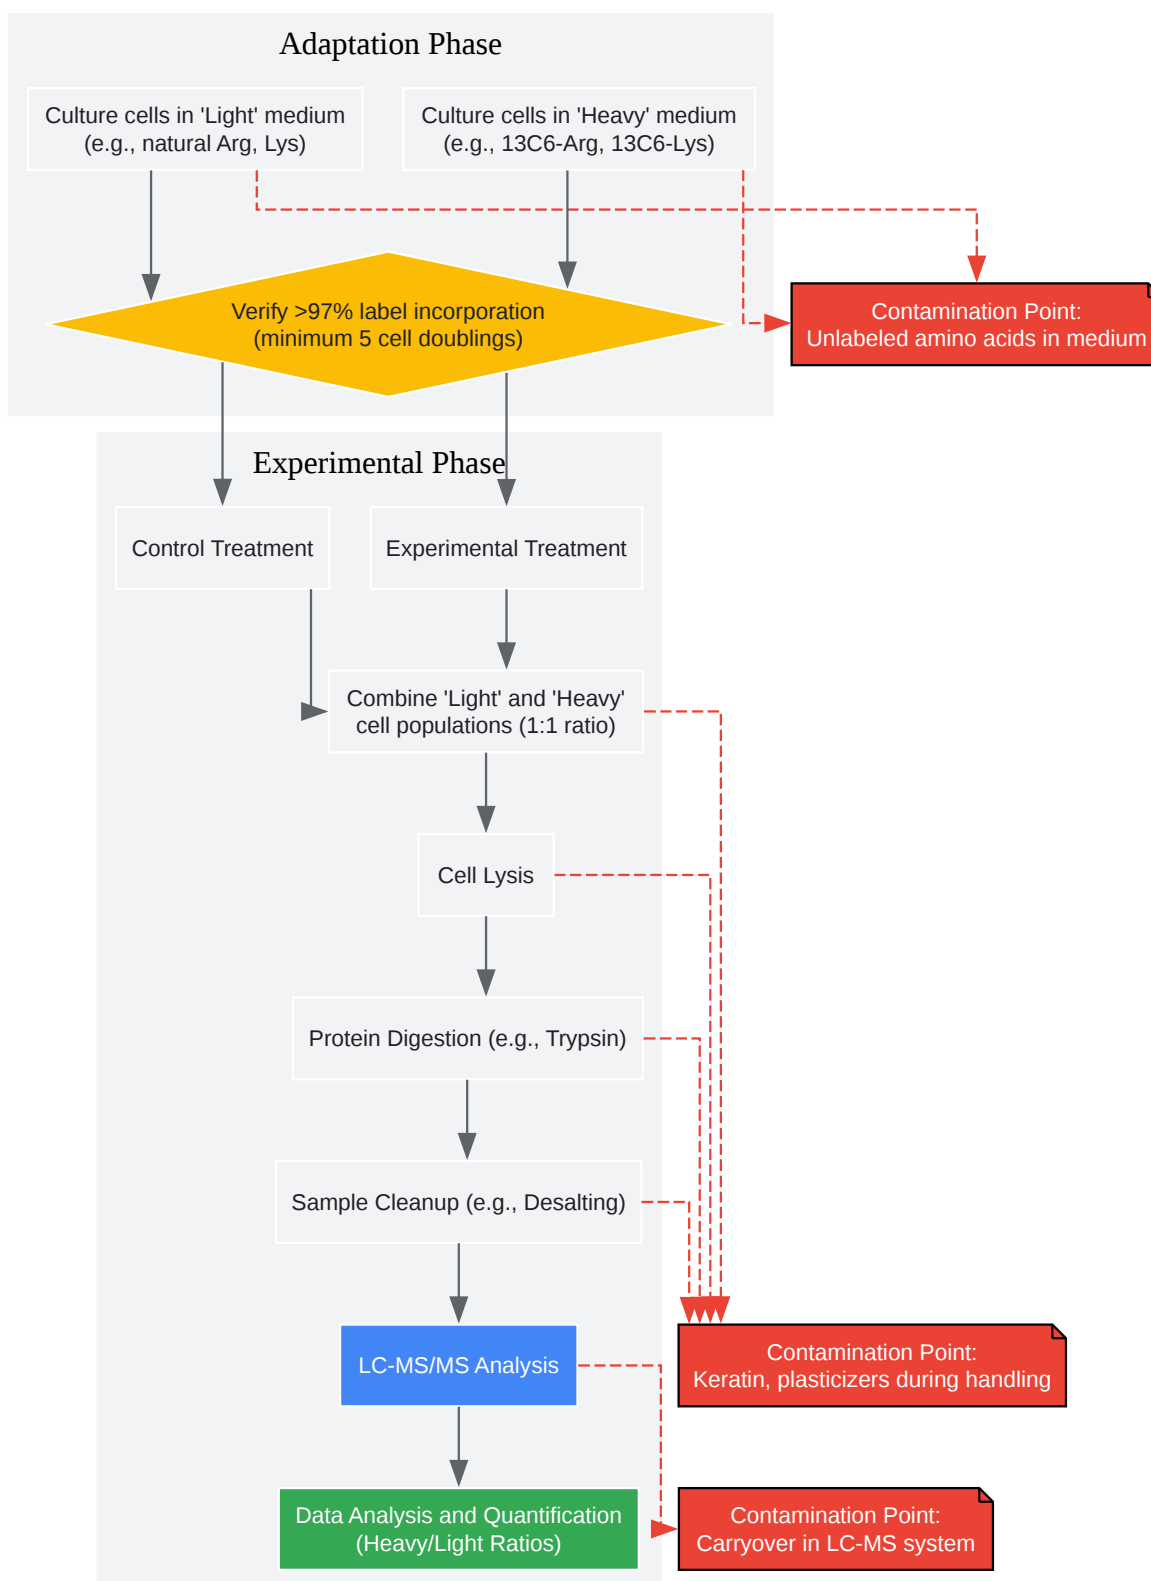 Adaptation Phase
Culture cells in 'Light' medium
(e.g., natural Arg, Lys)
Culture cells in 'Heavy' medium
(e.g., 13C6-Arg, 13C6-Lys)
Verify >97% label incorporation
(minimum 5 cell doublings)
Contamination Point:
Unlabeled amino acids in medium
Experimental Phase
Control Treatment
Experimental Treatment
Combine 'Light' and 'Heavy'
cell populations (1:1 ratio)
Cell Lysis
Protein Digestion (e.g., Trypsin)
Sample Cleanup (e.g., Desalting)
LC-MS/MS Analysis
Contamination Point:
Keratin, plasticizers during handling
Data Analysis and Quantification
(Heavy/Light Ratios)
Contamination Point:
Carryover in LC-MS system